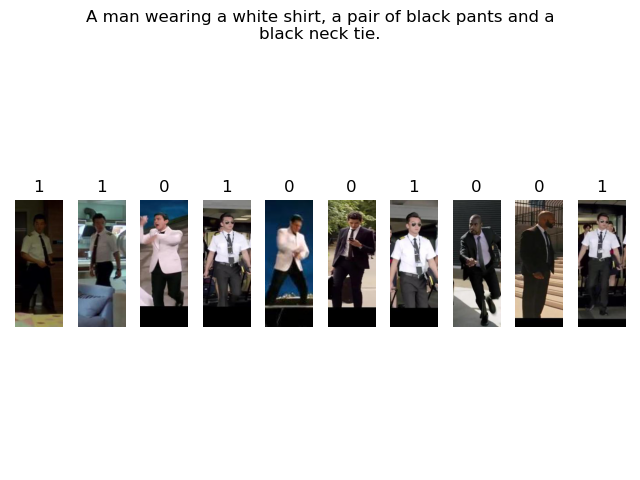 A man wearing a white shirt, a pair of black pants and a
black neck tie.
1 1 0 1 0 0 1 0 0 1